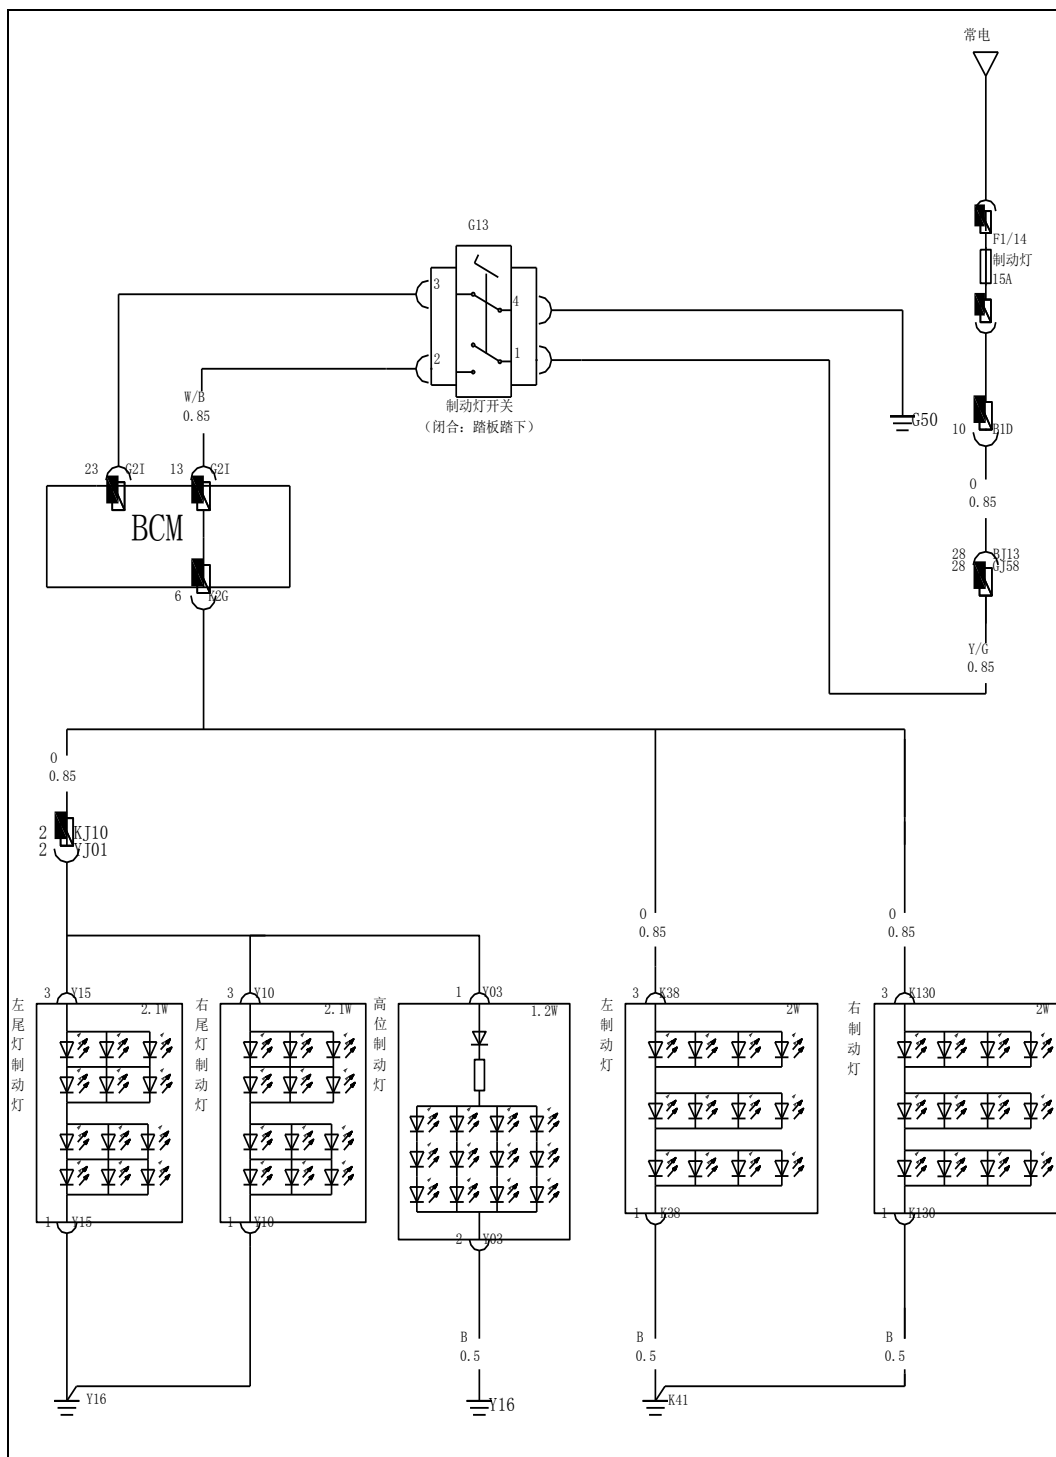 常电
F1/14
制动灯
15A
G13
3
4
2
1
制动灯开关
（闭合：踏板踏下）
G50
10 B1D
W/B
0.85
23 G2I
13 G2I
BCM
6 K2G
O
0.85
28 BJ13
28 GJ58
Y/G
0.85
O
0.85
2 KJ10
2 YJ01
O
0.85
O
0.85
3 Y15
2.1W
左尾灯制动灯
3 Y10
2.1W
右尾灯制动灯
1 Y03
1.2W
高位制动灯
3 K38
2W
左制动灯
3 K130
2W
右制动灯
1 Y15
1 Y10
2 Y03
1 K38
1 K130
B
0.5
B
0.5
B
0.5
Y16
Y16
K41